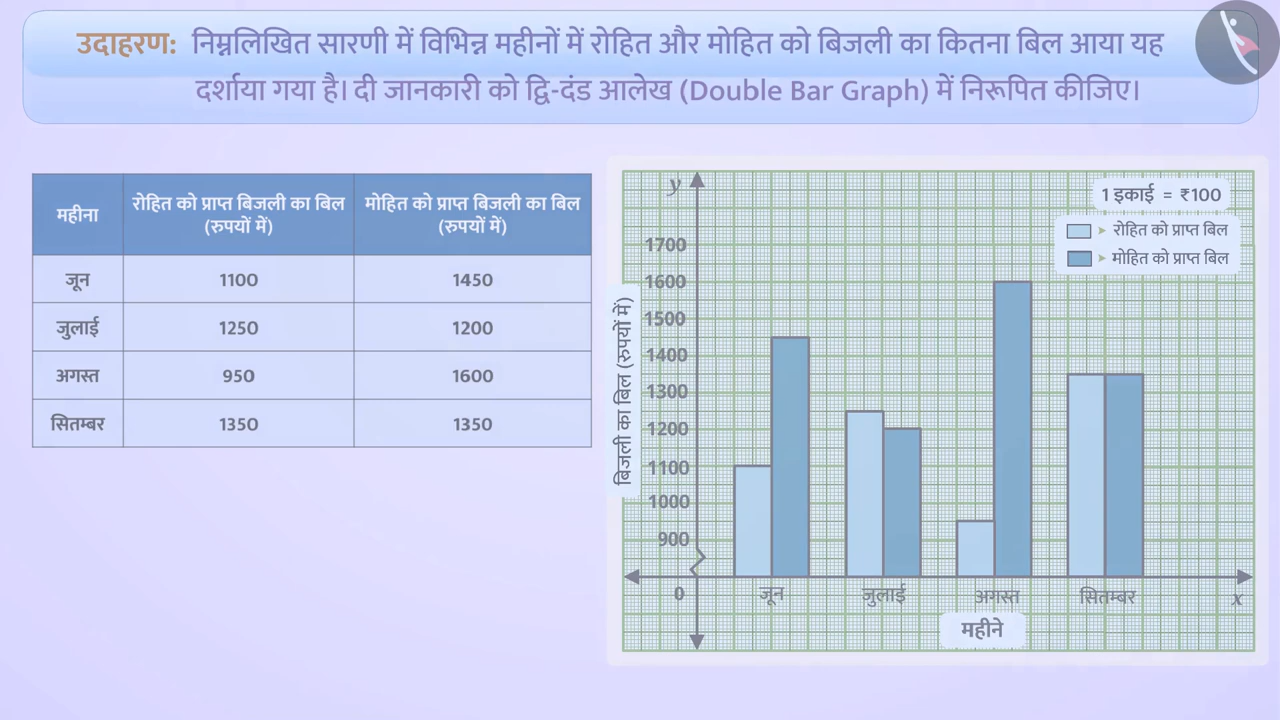 उदाहरण: निम्नलिखित सारणी में विभिन्न महीनों में रोहित और मोहित को बिजली का कितना बिल आया यह
दर्शाया गया है। दी जानकारी को द्वि-दंड आलेख (Double Bar Graph) में निरूपित कीजिए।
महीना रोहित को प्राप्त बिजली का बिल (रुपयों में) मोहित को प्राप्त बिजली का बिल (रुपयों में)
जून 1100 1450
जुलाई 1250 1200
अगस्त 950 1600
सितम्बर 1350 1350
y
1 इकाई = ₹100
रोहित को प्राप्त बिल
मोहित को प्राप्त बिल
बिजली का बिल (रुपयों में)
1700
1600
1500
1400
1300
1200
1100
1000
900
0
जून जुलाई अगस्त सितम्बर x
महीने